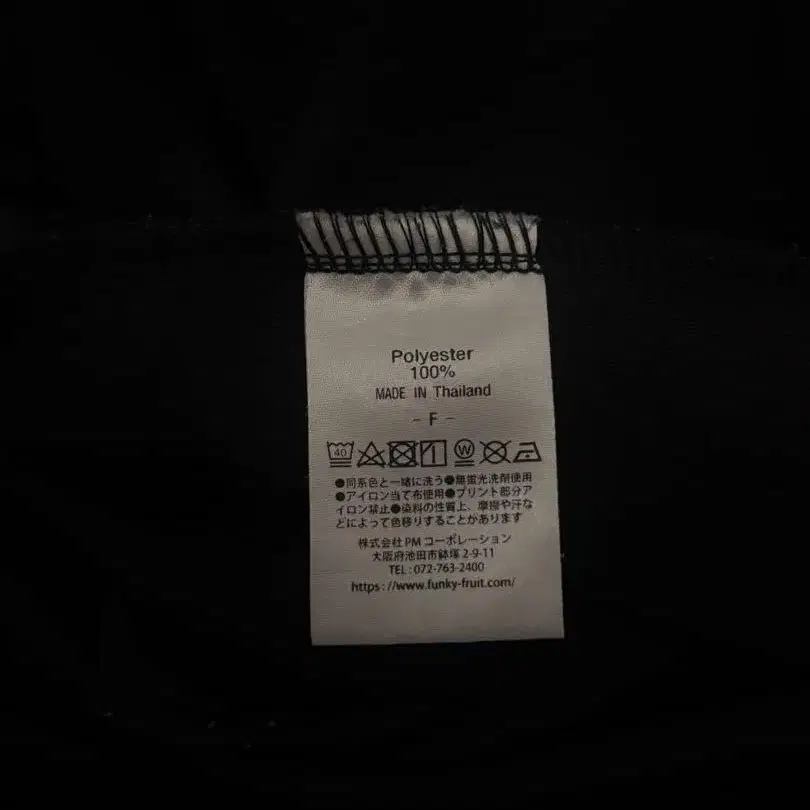 Polyester
100%
MADE IN Thailand
- F -
40 W
●同系色と一緒に洗う●無蛍光洗剤使用
●アイロン当て布使用●プリント部分ア
イロン禁止●染料の性質上、摩擦や汗な
どによって色移りすることがあります
株式会社PMコーポレーション
大阪府池田市鉢塚2-9-11
TEL:072-763-2400
https://www.funky-fruit.com/